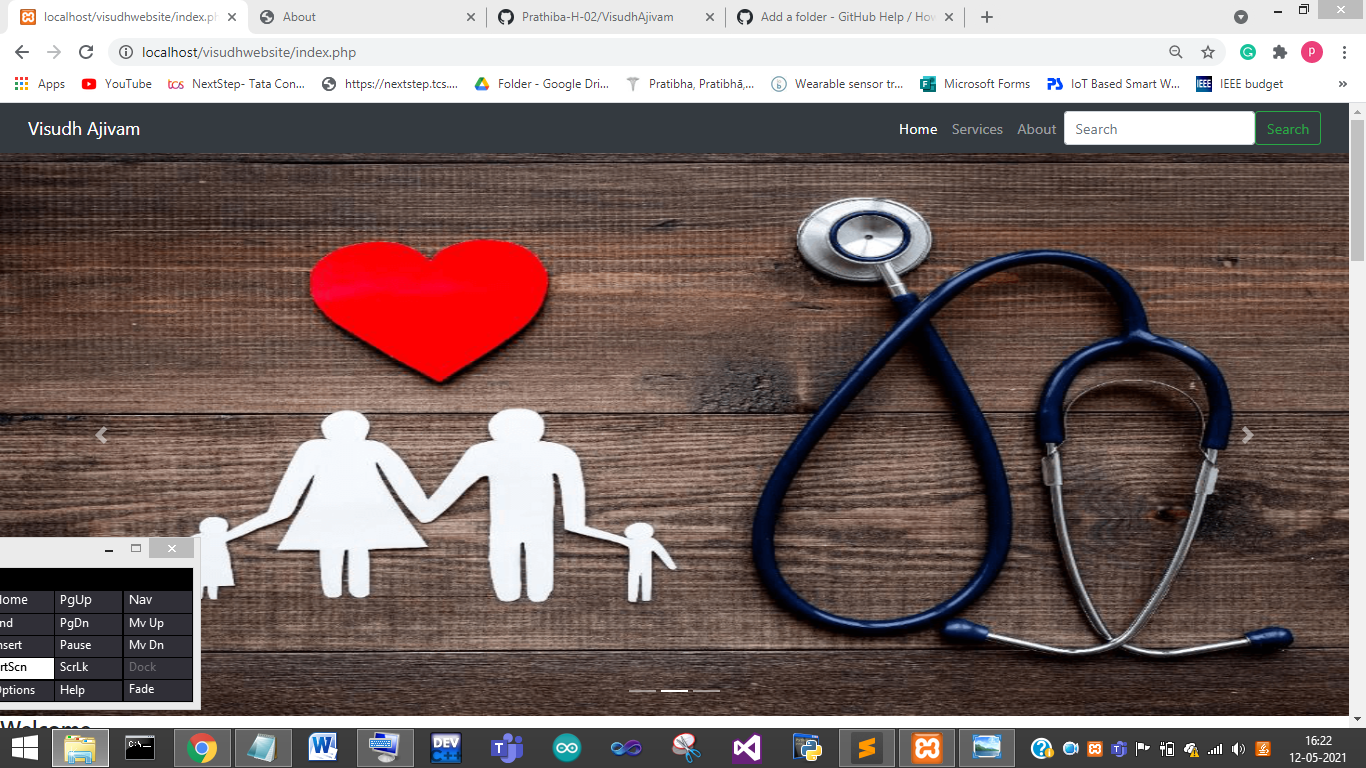 localhost/visudhwebsite/index.ph
About
Prathiba-H-02/VisudhAjivam
Add a folder - GitHub Help / How
localhost/visudhwebsite/index.php
P
Apps
YouTube
tcs NextStep- Tata Con...
https://nextstep.tcs....
Folder - Google Dri...
Pratibha, Pratibhā,...
Wearable sensor tr...
Microsoft Forms
IoT Based Smart W...
IEEE IEEE budget
»
Visudh Ajivam
Home Services About Search Search
ome PgUp Nav
nd PgDn Mv Up
nsert Pause Mv Dn
rtScn ScrLk Dock
ptions Help Fade
Welcome
C:\
W
DEV C++
16:22
12-05-2021